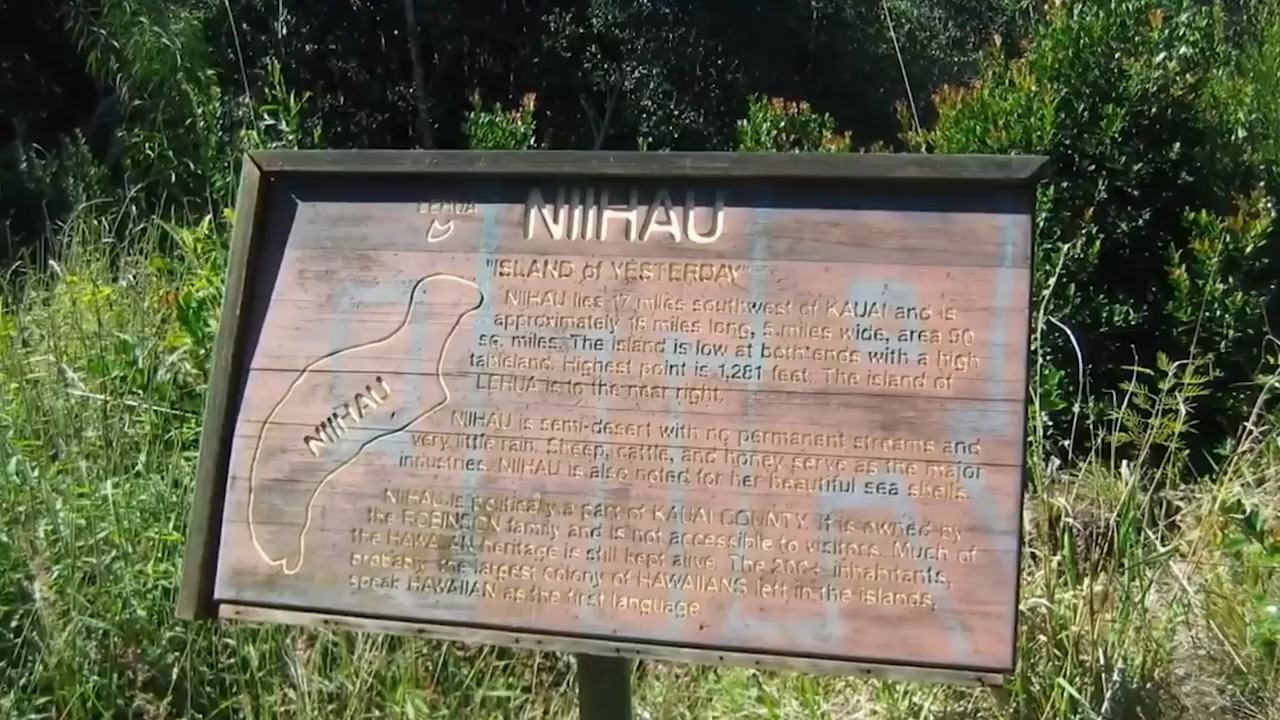 LEHUA
NIIHAU
"ISLAND of YESTERDAY"
NIIHAU lies 17 miles southwest of KAUAI and is
approximately 18 miles long, 5 miles wide, area 90
sq. miles. The island is low at both ends with a high
tableland. Highest point is 1,281 feet. The island of
LEHUA is to the near right.
NIIHAU
NIIHAU is semi-desert with no permanent streams and
very little rain. Sheep, cattle, and honey serve as the major
industries. NIIHAU is also noted for her beautiful sea shells.
NIIHAU is politically a part of KAUAI COUNTY. It is owned by
the ROBINSON family and is not accessible to visitors. Much of
the HAWAIIAN heritage is still kept alive. The 200+ inhabitants,
probably the largest colony of HAWAIIANS left in the islands,
speak HAWAIIAN as the first language.